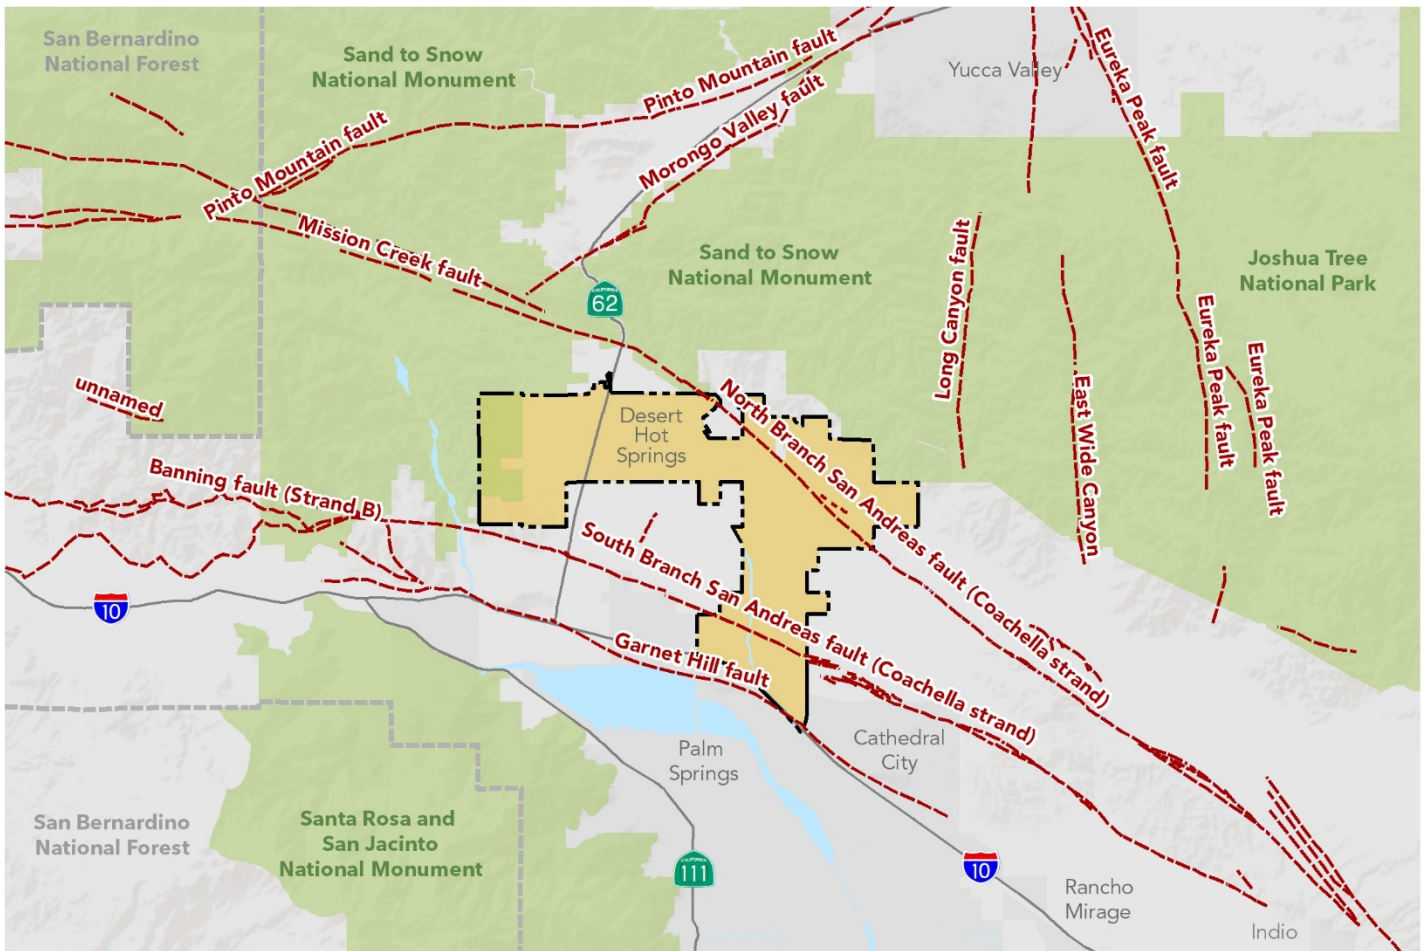 San Bernardino
National Forest
Sand to Snow
National Monument
Pinto Mountain fault
Yucca Valley
Eureka Peak fault
Morongo Valley fault
Pinto Mountain fault
Mission Creek fault
Sand to Snow
National Monument
Long Canyon fault
Joshua Tree
National Park
CALIFORNIA
62
Eureka Peak fault
Eureka Peak fault
East Wide Canyon
unnamed
Desert
Hot
Springs
North Branch San Andreas fault (Coachella strand)
Banning fault (Strand B)
South Branch San Andreas fault (Coachella strand)
10
Garnet Hill fault
Palm
Springs
Cathedral
City
San Bernardino
National Forest
Santa Rosa and
San Jacinto
National Monument
CALIFORNIA
111
10
Rancho
Mirage
Indio